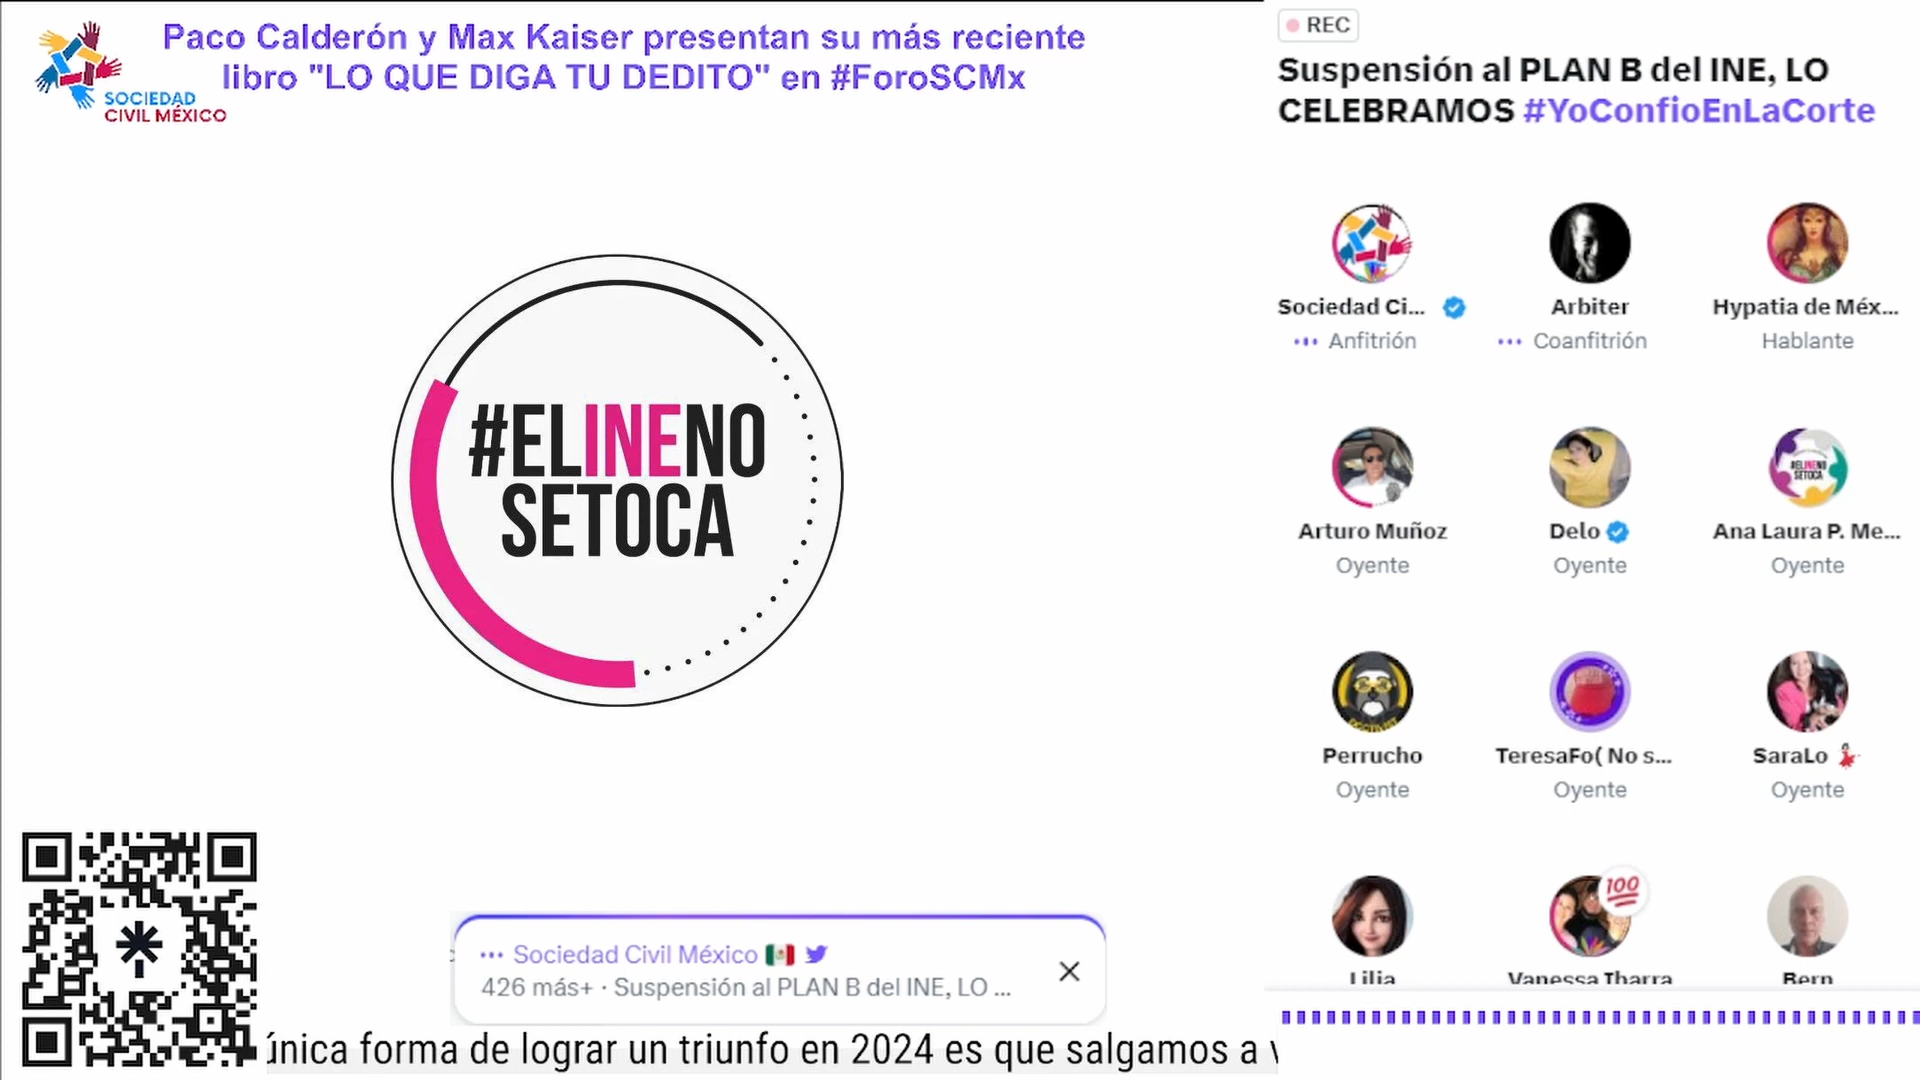 Paco Calderón y Max Kaiser presentan su más reciente
libro "LO QUE DIGA TU DEDITO" en #ForoSCMx
SOCIEDAD
CIVIL MÉXICO
#ELINENO
SETOCA
REC
Suspensión al PLAN B del INE, LO
CELEBRAMOS #YoConfioEnLaCorte
Sociedad Ci...
Anfitrión
Arbiter
Coanfitrión
Hypatia de Méx...
Hablante
Arturo Muñoz
Oyente
Delo
Oyente
#ELINENO
SETOCA
Ana Laura P. Me...
Oyente
Perrucho
Oyente
TeresaFo( No s...
Oyente
SaraLo
Oyente
100
Lilia
Vanessa Ibarra
Bern
Sociedad Civil México
426 más+ · Suspensión al PLAN B del INE, LO ...
única forma de lograr un triunfo en 2024 es que salgamos a